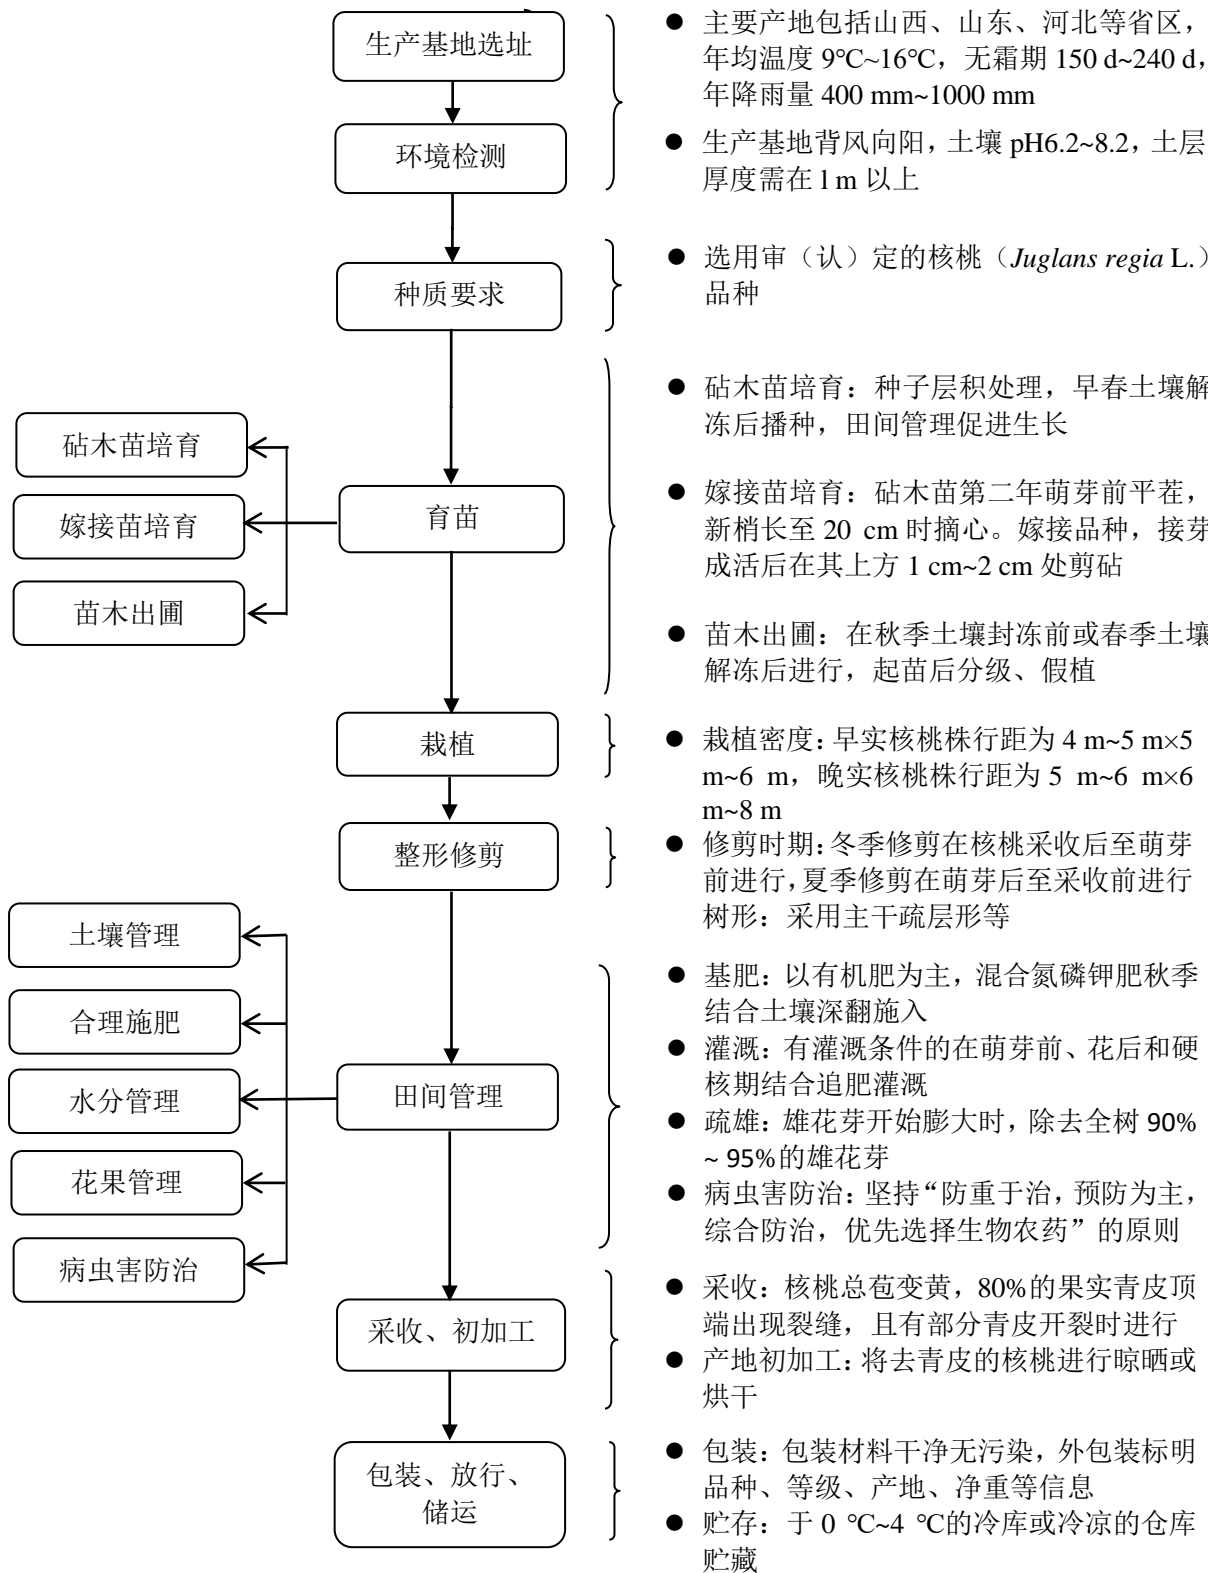 生产基地选址
环境检测
● 主要产地包括山西、山东、河北等省区，
年均温度 9℃~16℃，无霜期 150 d~240 d，
年降雨量 400 mm~1000 mm
● 生产基地背风向阳，土壤 pH6.2~8.2，土层
厚度需在 1 m 以上
种质要求
● 选用审（认）定的核桃（Juglans regia L.）
品种
育苗
砧木苗培育
嫁接苗培育
苗木出圃
● 砧木苗培育：种子层积处理，早春土壤解
冻后播种，田间管理促进生长
● 嫁接苗培育：砧木苗第二年萌芽前平茬，
新梢长至 20 cm 时摘心。嫁接品种，接芽
成活后在其上方 1 cm~2 cm 处剪砧
● 苗木出圃：在秋季土壤封冻前或春季土壤
解冻后进行，起苗后分级、假植
栽植
● 栽植密度：早实核桃株行距为 4 m~5 m×5
m~6 m，晚实核桃株行距为 5 m~6 m×6
m~8 m
整形修剪
● 修剪时期：冬季修剪在核桃采收后至萌芽
前进行，夏季修剪在萌芽后至采收前进行
树形：采用主干疏层形等
田间管理
土壤管理
合理施肥
水分管理
花果管理
病虫害防治
● 基肥：以有机肥为主，混合氮磷钾肥秋季
结合土壤深翻施入
● 灌溉：有灌溉条件的在萌芽前、花后和硬
核期结合追肥灌溉
● 疏雄：雄花芽开始膨大时，除去全树 90%
~ 95%的雄花芽
● 病虫害防治：坚持“防重于治，预防为主，
综合防治，优先选择生物农药”的原则
采收、初加工
● 采收：核桃总苞变黄，80%的果实青皮顶
端出现裂缝，且有部分青皮开裂时进行
● 产地初加工：将去青皮的核桃进行晾晒或
烘干
包装、放行、
储运
● 包装：包装材料干净无污染，外包装标明
品种、等级、产地、净重等信息
● 贮存：于 0 ℃~4 ℃的冷库或冷凉的仓库
贮藏